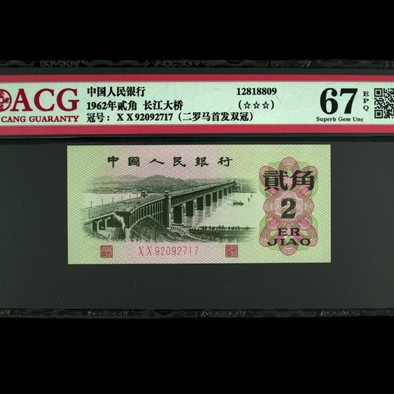 ACG
CANG GUARANTY
中国人民银行
1962年贰角 长江大桥
冠号: XX92092717 (二罗马首发双冠)
12818809
(☆☆☆)
67 EPQ
Superb Gem Unc
中國人民銀行
貳角
2
ER
JIAO
XX92092717